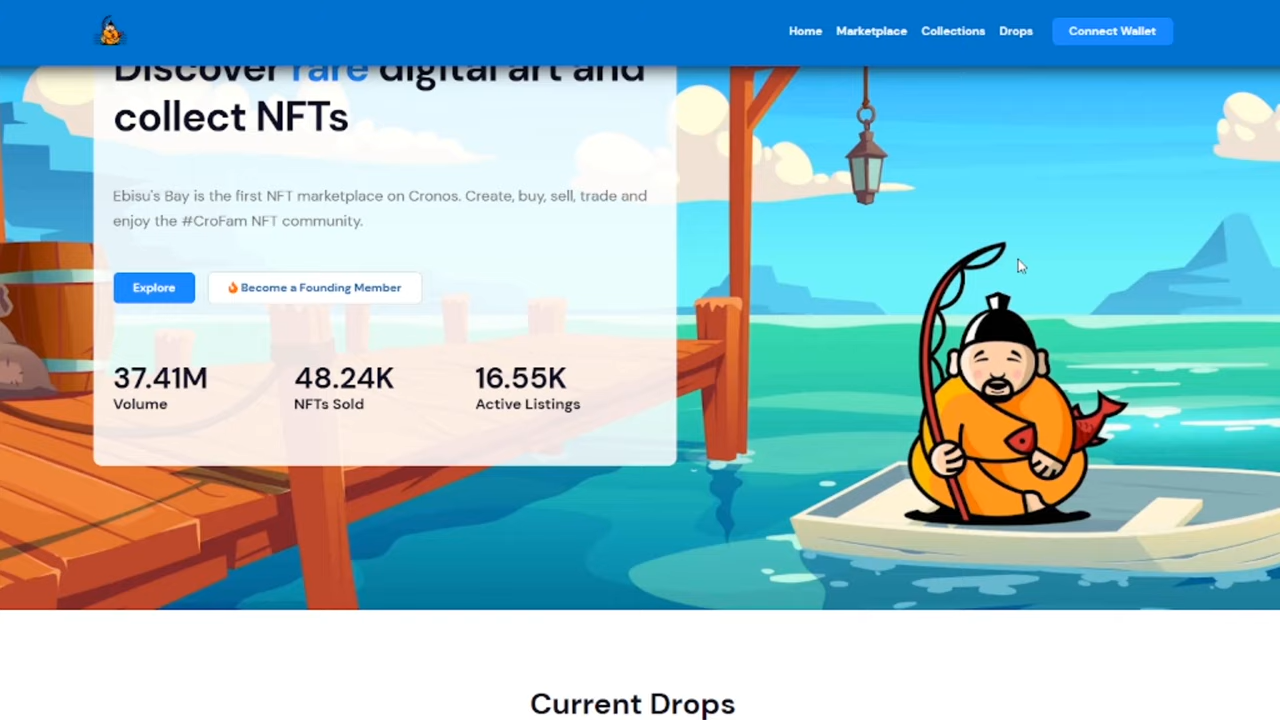 Home Marketplace Collections Drops Connect Wallet
Discover rare digital art and
collect NFTs
Ebisu's Bay is the first NFT marketplace on Cronos. Create, buy, sell, trade and
enjoy the #CroFam NFT community.
Explore Become a Founding Member
37.41M 48.24K 16.55K
Volume NFTs Sold Active Listings
Current Drops